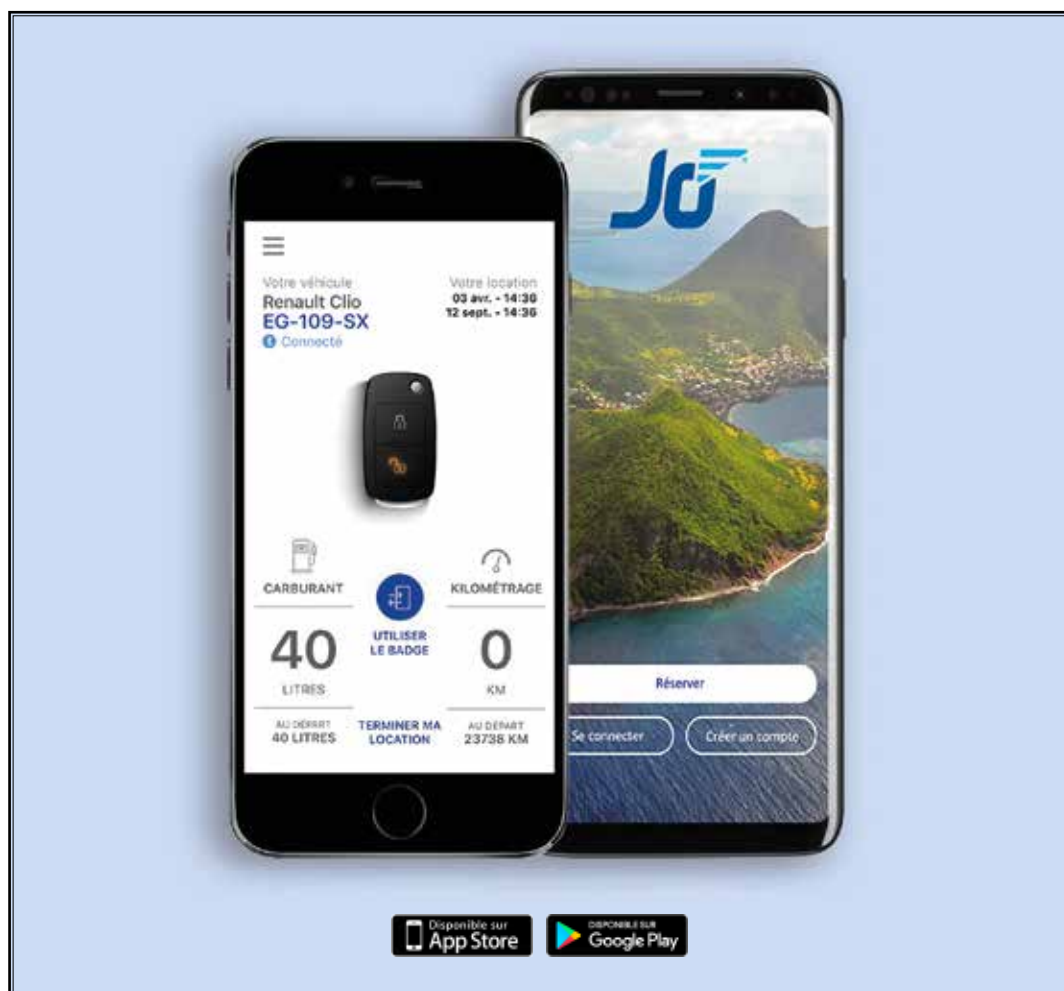 Votre véhicule
Renault Clio
EG-109-SX
Connecté
Votre location
03 avr. - 14:36
12 sept. - 14:36
CARBURANT
40
LITRES
AU DÉPART
40 LITRES
UTILISER
LE BADGE
TERMINER MA
LOCATION
KILOMÉTRAGE
0
KM
AU DÉPART
23738 KM
JO
Réserver
Se connecter
Créer un compte
Disponible sur
App Store
DISPONIBLE SUR
Google Play